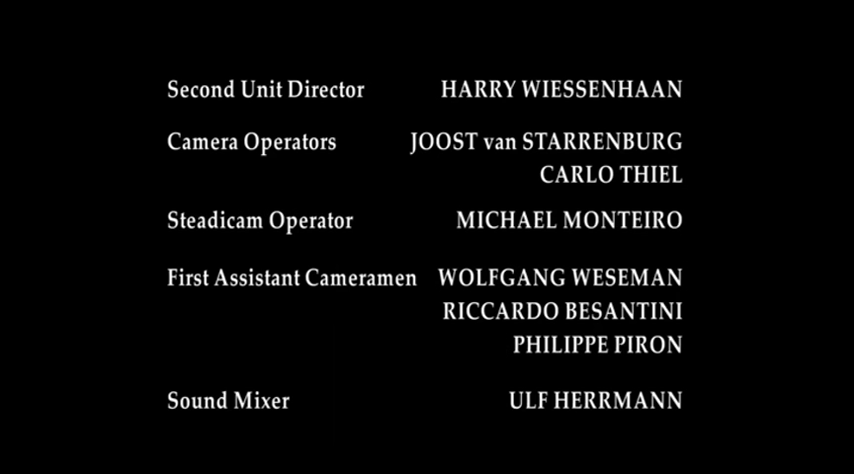 Second Unit Director HARRY WIESSENHAAN
Camera Operators JOOST van STARRENBURG
CARLO THIEL
Steadicam Operator MICHAEL MONTEIRO
First Assistant Cameramen WOLFGANG WESEMAN
RICCARDO BESANTINI
PHILIPPE PIRON
Sound Mixer ULF HERRMANN